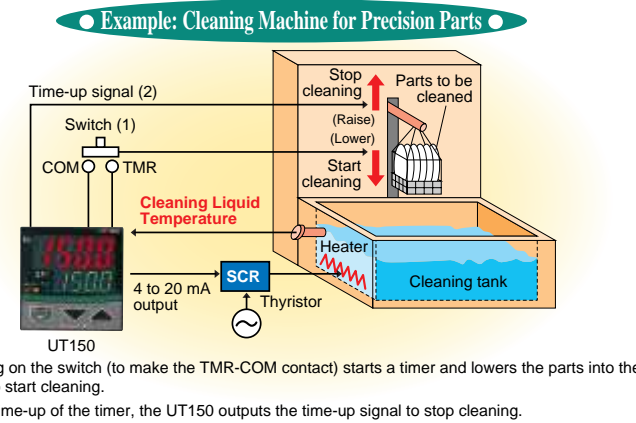 ● Example: Cleaning Machine for Precision Parts ●
Stop
cleaning
Parts to be
cleaned
Time-up signal (2)
(Raise)
Switch (1)
(Lower)
COM
TMR
Start
cleaning
Cleaning Liquid
Temperature
Heater
SCR
Cleaning tank
4 to 20 mA
output
Thyristor
UT150
g on the switch (to make the TMR-COM contact) starts a timer and lowers the parts into the
start cleaning.
me-up of the timer, the UT150 outputs the time-up signal to stop cleaning.